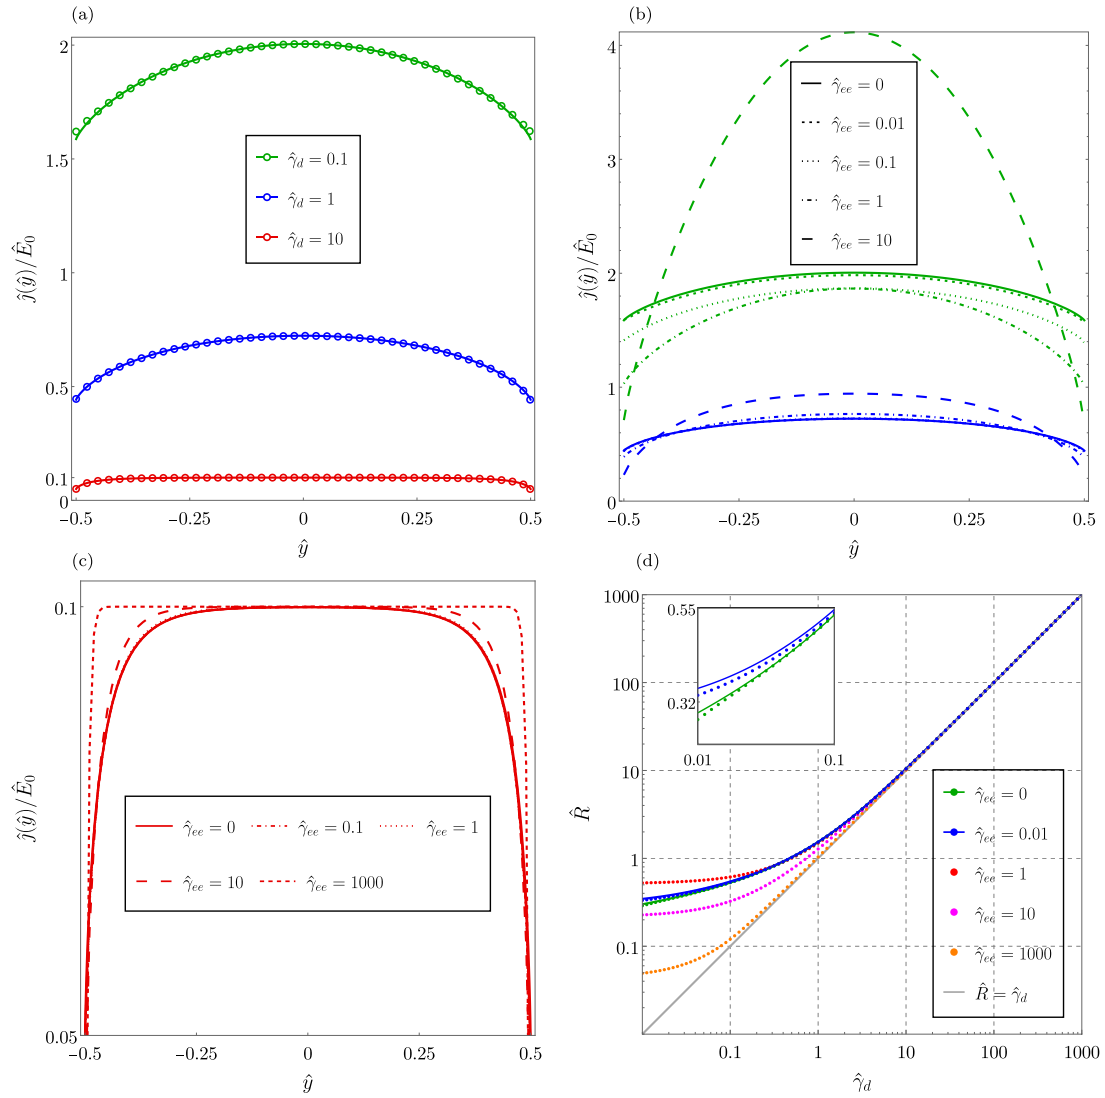 (a)
ĵ(ŷ)/Ê₀
2
1.5
1
0.5
0.1
0
γ̂_d = 0.1
γ̂_d = 1
γ̂_d = 10
−0.5 −0.25 0 0.25 0.5
ŷ
(b)
ĵ(ŷ)/Ê₀
4
3
2
1
0
γ̂_ee = 0
γ̂_ee = 0.01
γ̂_ee = 0.1
γ̂_ee = 1
γ̂_ee = 10
−0.5 −0.25 0 0.25 0.5
ŷ
(c)
ĵ(ŷ)/Ê₀
0.1
0.05
γ̂_ee = 0 γ̂_ee = 0.1 γ̂_ee = 1
γ̂_ee = 10 γ̂_ee = 1000
−0.5 −0.25 0 0.25 0.5
ŷ
(d)
R̂
1000
100
10
1
0.1
0.55
0.32
0.01 0.1
γ̂_ee = 0
γ̂_ee = 0.01
γ̂_ee = 1
γ̂_ee = 10
γ̂_ee = 1000
R̂ = γ̂_d
0.1 1 10 100 1000
γ̂_d